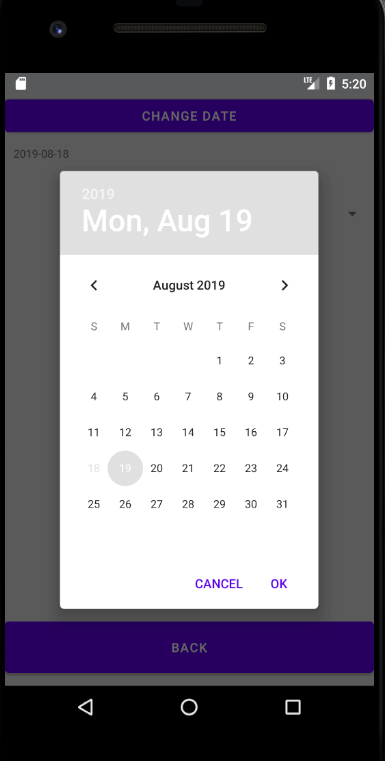 LTE 5:20
CHANGE DATE
2019-08-18
2019
Mon, Aug 19
August 2019
S M T W T F S
1 2 3
4 5 6 7 8 9 10
11 12 13 14 15 16 17
18 19 20 21 22 23 24
25 26 27 28 29 30 31
CANCEL OK
BACK